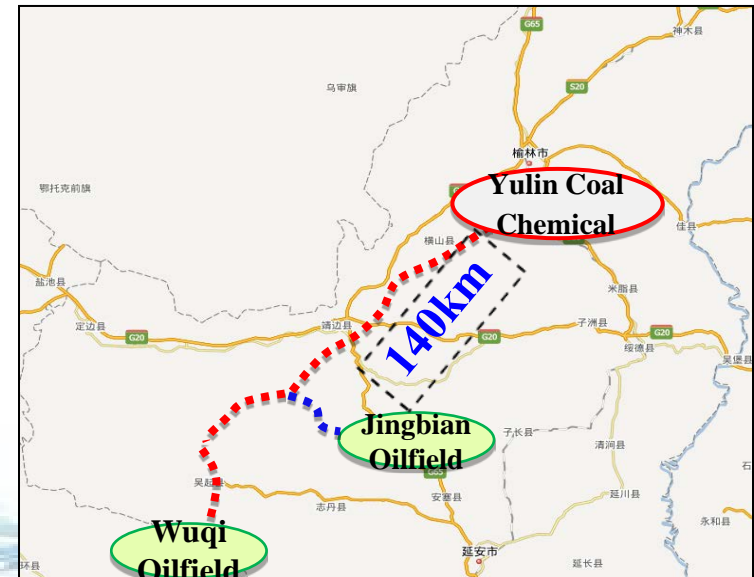 G65
神木县
乌审旗
S20
榆林市
鄂托克前旗
Yulin Coal
Chemical
佳县
横山县
盐池县
米脂县
140km
定边县
靖边县
子洲县
G20
G20
G20
绥德县
吴堡县
Jingbian
Oilfield
子长县
清涧县
石
G65
吴起县
安塞县
延川县
志丹县
永和县
Wuqi
Oilfield
延安市
延长县
环县